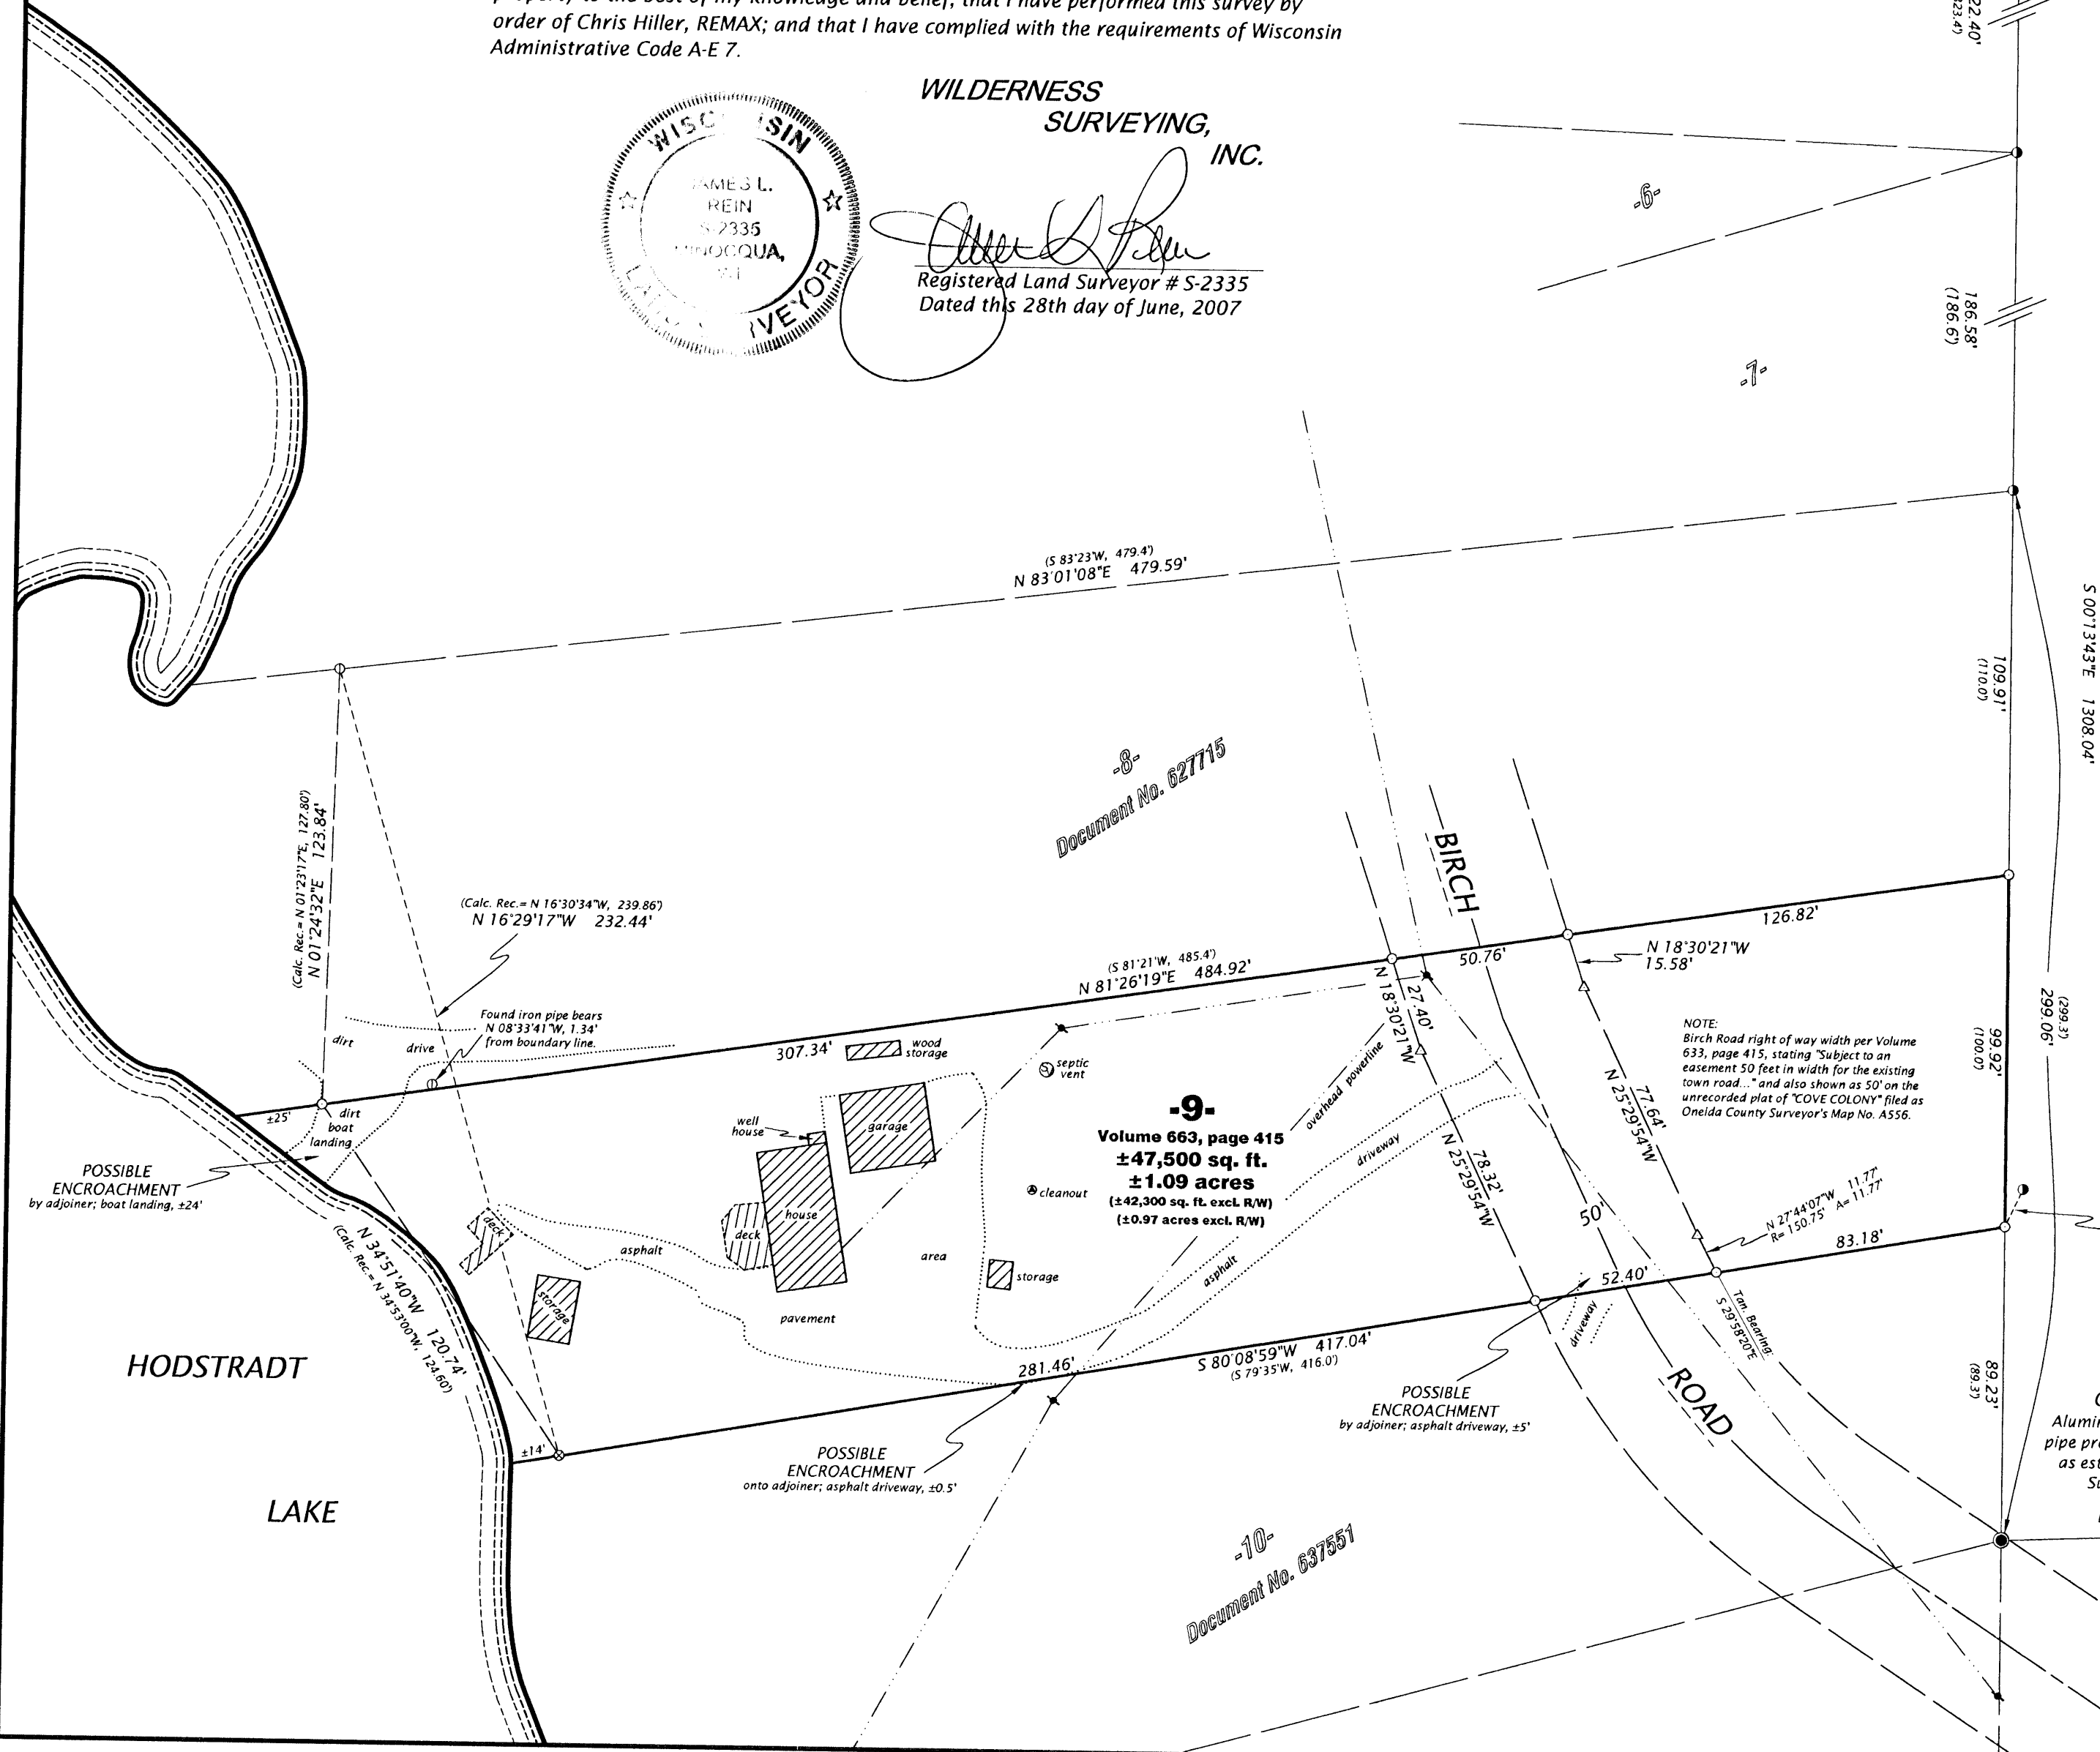 order of Chris Hiller, REMAX; and that I have complied with the requirements of Wisconsin
Administrative Code A-E 7.
WILDERNESS
SURVEYING,
INC.
REIN
S-2335
Registered Land Surveyor # S-2335
Dated this 28th day of June, 2007
22.40'
-6-
186.58'
(186.6')
-7-
(S 83°23'W, 479.4')
N 83°01'08"E 479.59'
109.91'
(110.0')
S 00°13'43"E 1308.04'
-8-
Document No. 627715
(Calc. Rec.= N 01°23'17"E, 127.80')
N 01°24'32"E 123.84'
(Calc. Rec.= N 16°30'34"W, 239.86')
N 16°29'17"W 232.44'
BIRCH
126.82'
50.76'
N 18°30'21"W
15.58'
(S 81°21'W, 485.4')
N 81°26'19"E 484.92'
Found iron pipe bears
N 08°33'41"W, 1.34'
from boundary line.
dirt
drive
307.34'
wood
storage
septic
vent
27.40'
N 18°30'21"W
overhead powerline
NOTE:
Birch Road right of way width per Volume
633, page 415, stating "Subject to an
easement 50 feet in width for the existing
town road..." and also shown as 50' on the
unrecorded plat of "COVE COLONY" filed as
Oneida County Surveyor's Map No. A556.
99.92'
(100.0')
(299.3')
299.06'
±25'
dirt
boat
landing
POSSIBLE
ENCROACHMENT
by adjoiner; boat landing, ±24'
well
house
garage
-9-
Volume 663, page 415
±47,500 sq. ft.
±1.09 acres
(±42,300 sq. ft. excl. R/W)
(±0.97 acres excl. R/W)
cleanout
driveway
78.32'
N 25°29'54"W
77.64'
N 25°29'54"W
50'
N 27°44'07"W 11.77'
R= 150.75' A= 11.77'
83.18'
deck
asphalt
deck
house
area
storage
asphalt
storage
pavement
52.40'
driveway
Tan. Bearing
S 29°58'20"E
N 34°51'40"W 120.74'
(Calc. Rec.= N 34°53'00"W, 124.60')
HODSTRADT
LAKE
281.46'
S 80°08'59"W 417.04'
(S 79°35'W, 416.0')
±14'
POSSIBLE
ENCROACHMENT
onto adjoiner; asphalt driveway, ±0.5'
POSSIBLE
ENCROACHMENT
by adjoiner; asphalt driveway, ±5'
ROAD
89.23'
(89.3')
pipe
as
-10-
Document No. 637551